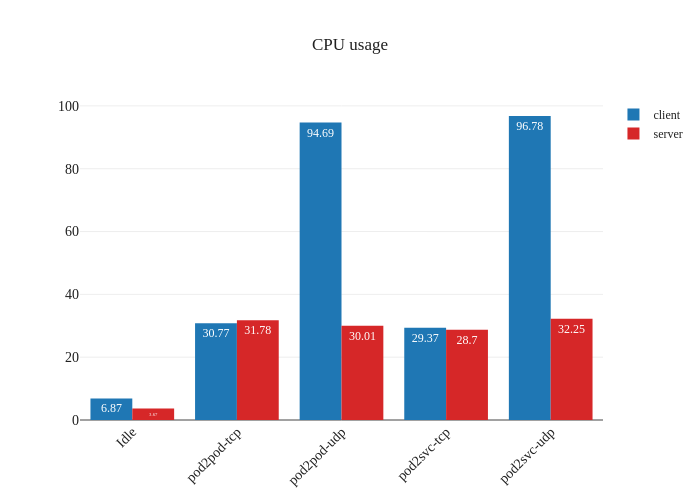 CPU usage
100
80
60
40
20
0
client
server
6.87
30.77
31.78
94.69
30.01
29.37
28.7
96.78
32.25
Idle
pod2pod-tcp
pod2pod-udp
pod2svc-tcp
pod2svc-udp